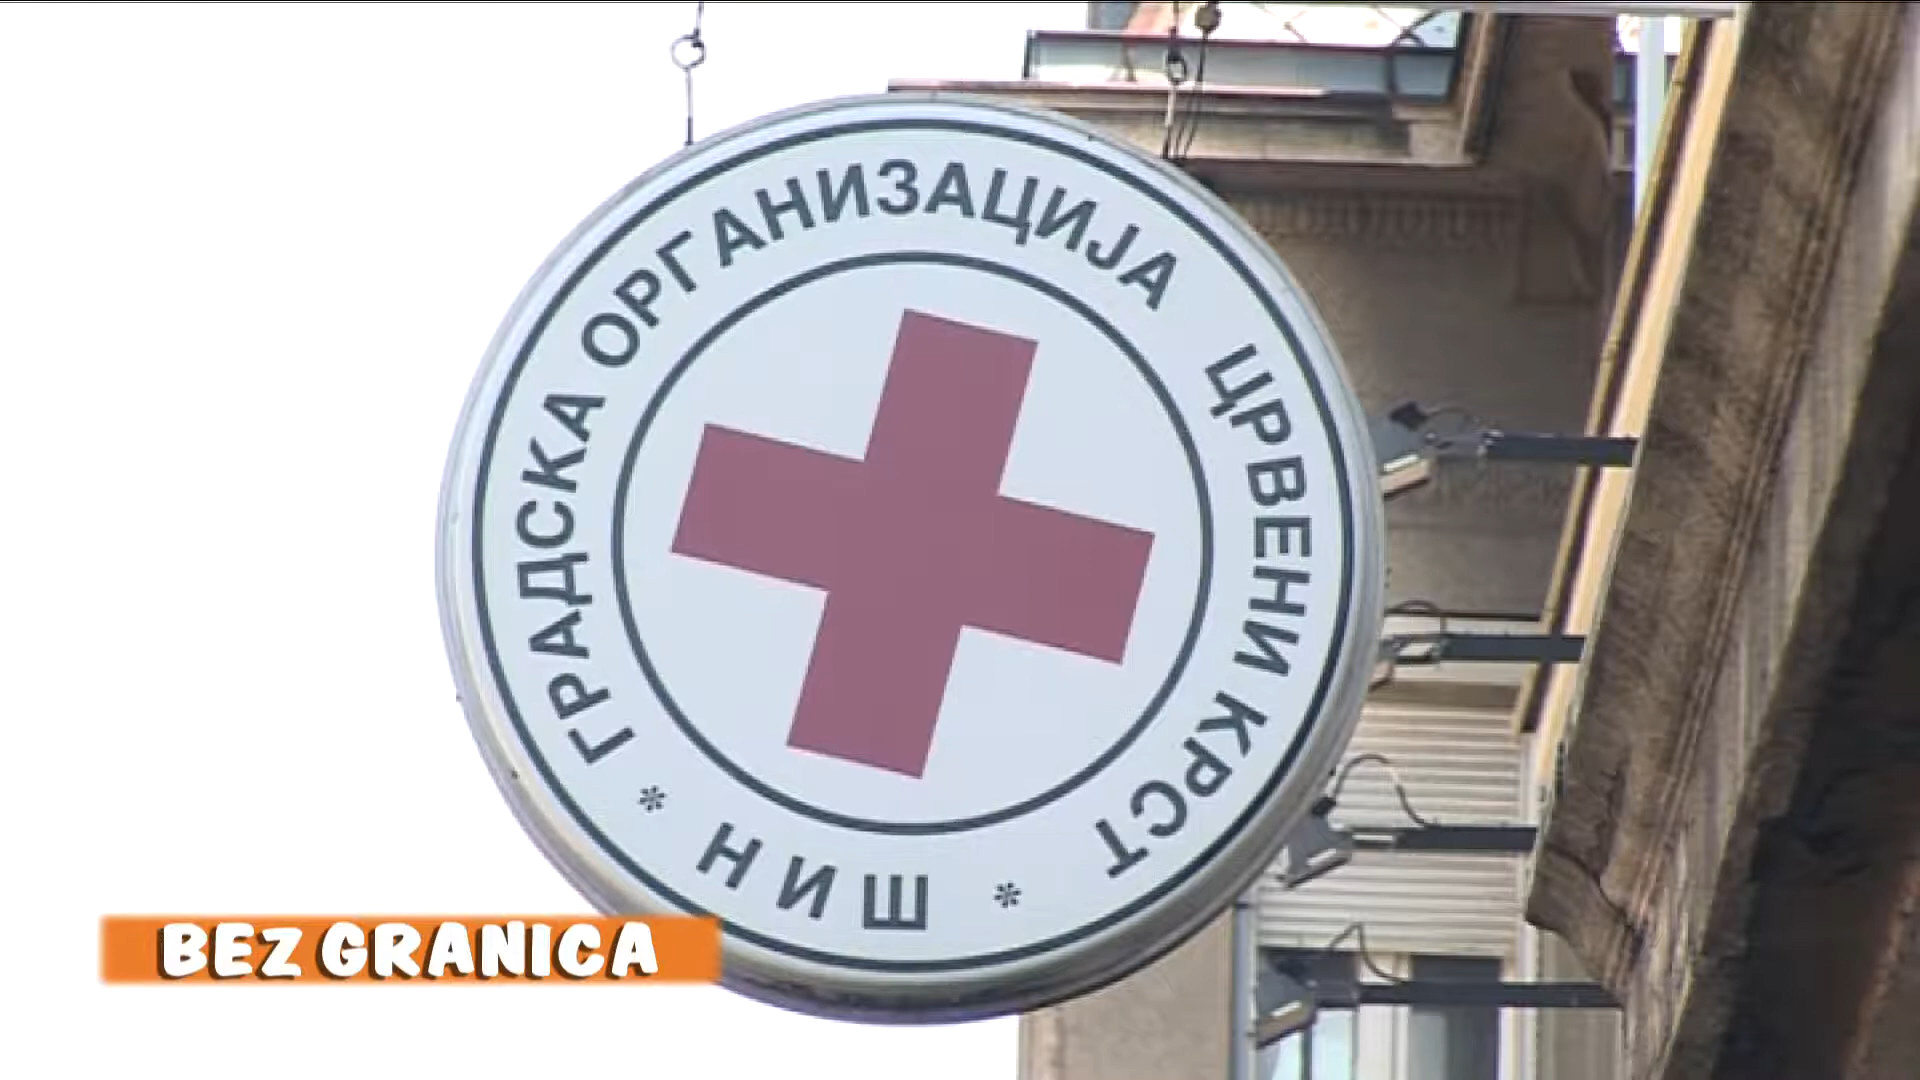 ГРАДСКА ОРГАНИЗАЦИЈА ЦРВЕНИ КРСТ
* НИШ *
BEZ GRANICA